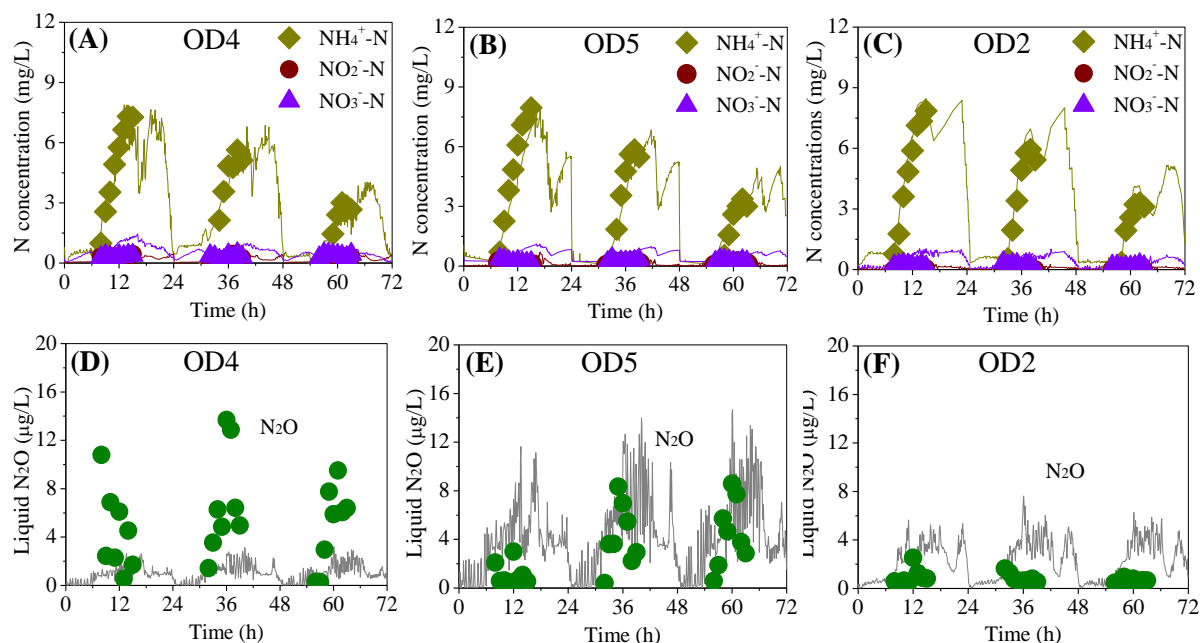 (A) OD4
NH₄⁺-N
NO₂⁻-N
NO₃⁻-N
N concentration (mg/L)
12
9
6
3
0
0 12 24 36 48 60 72
Time (h)
(B) OD5
NH₄⁺-N
NO₂⁻-N
NO₃⁻-N
N concentration (mg/L)
12
8
4
0
0 12 24 36 48 60 72
Time (h)
(C) OD2
NH₄⁺-N
NO₂⁻-N
NO₃⁻-N
N concentrations (mg/L)
12
9
6
3
0
0 12 24 36 48 60 72
Time (h)
(D) OD4
N₂O
Liquid N₂O (μg/L)
20
16
12
8
4
0
0 12 24 36 48 60 72
Time (h)
(E) OD5
N₂O
Liquid N₂O (μg/L)
20
16
12
8
4
0
0 12 24 36 48 60 72
Time (h)
(F) OD2
N₂O
Liquid N₂O (μg/L)
20
16
12
8
4
0
0 12 24 36 48 60 72
Time (h)